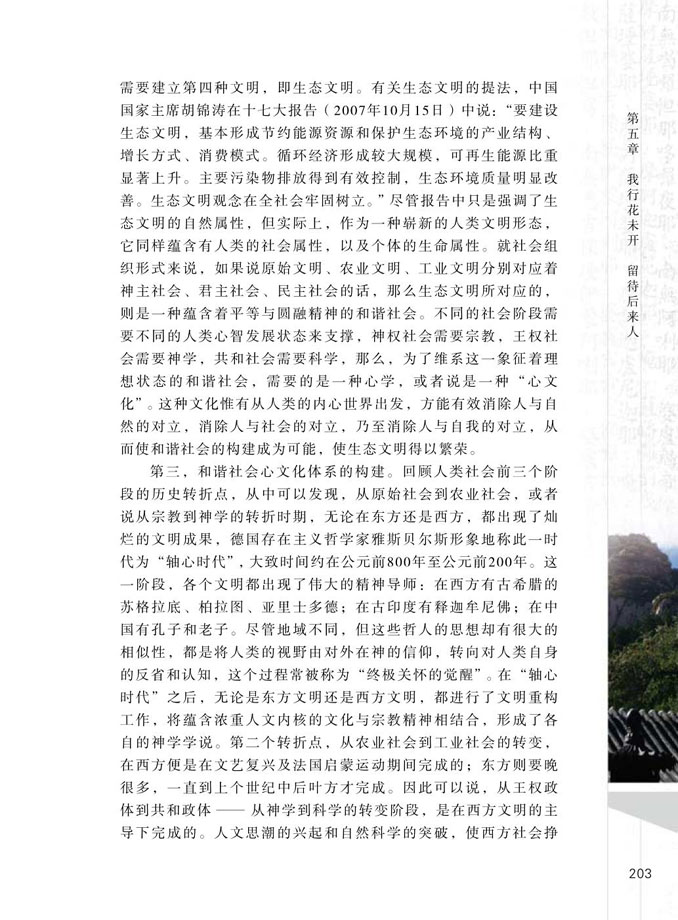 需要建立第四种文明，即生态文明。有关生态文明的提法，中国
国家主席胡锦涛在十七大报告（2007年10月15日）中说：“要建设
生态文明，基本形成节约能源资源和保护生态环境的产业结构、
增长方式、消费模式。循环经济形成较大规模，可再生能源比重
显著上升。主要污染物排放得到有效控制，生态环境质量明显改
善。生态文明观念在全社会牢固树立。”尽管报告中只是强调了生
态文明的自然属性，但实际上，作为一种崭新的人类文明形态，
它同样蕴含有人类的社会属性，以及个体的生命属性。就社会组
织形式来说，如果说原始文明、农业文明、工业文明分别对应着
神主社会、君主社会、民主社会的话，那么生态文明所对应的，
则是一种蕴含着平等与圆融精神的和谐社会。不同的社会阶段需
要不同的人类心智发展状态来支撑，神权社会需要宗教，王权社
会需要神学，共和社会需要科学，那么，为了维系这一象征着理
想状态的和谐社会，需要的是一种心学，或者说是一种“心文
化”。这种文化惟有从人类的内心世界出发，方能有效消除人与自
然的对立，消除人与社会的对立，乃至消除人与自我的对立，从
而使和谐社会的构建成为可能，使生态文明得以繁荣。
第三，和谐社会心文化体系的构建。回顾人类社会前三个阶
段的历史转折点，从中可以发现，从原始社会到农业社会，或者
说从宗教到神学的转折时期，无论在东方还是西方，都出现了灿
烂的文明成果，德国存在主义哲学家雅斯贝尔斯形象地称此一时
代为“轴心时代”，大致时间约在公元前800年至公元前200年。这
一阶段，各个文明都出现了伟大的精神导师：在西方有古希腊的
苏格拉底、柏拉图、亚里士多德；在古印度有释迦牟尼佛；在中
国有孔子和老子。尽管地域不同，但这些哲人的思想却有很大的
相似性，都是将人类的视野由对外在神的信仰，转向对人类自身
的反省和认知，这个过程常被称为“终极关怀的觉醒”。在“轴心
时代”之后，无论是东方文明还是西方文明，都进行了文明重构
工作，将蕴含浓重人文内核的文化与宗教精神相结合，形成了各
自的神学学说。第二个转折点，从农业社会到工业社会的转变，
在西方便是在文艺复兴及法国启蒙运动期间完成的；东方则要晚
很多，一直到上个世纪中后叶方才完成。因此可以说，从王权政
体到共和政体——从神学到科学的转变阶段，是在西方文明的主
导下完成的。人文思潮的兴起和自然科学的突破，使西方社会挣
第五章 我行花未开 留待后来人
203